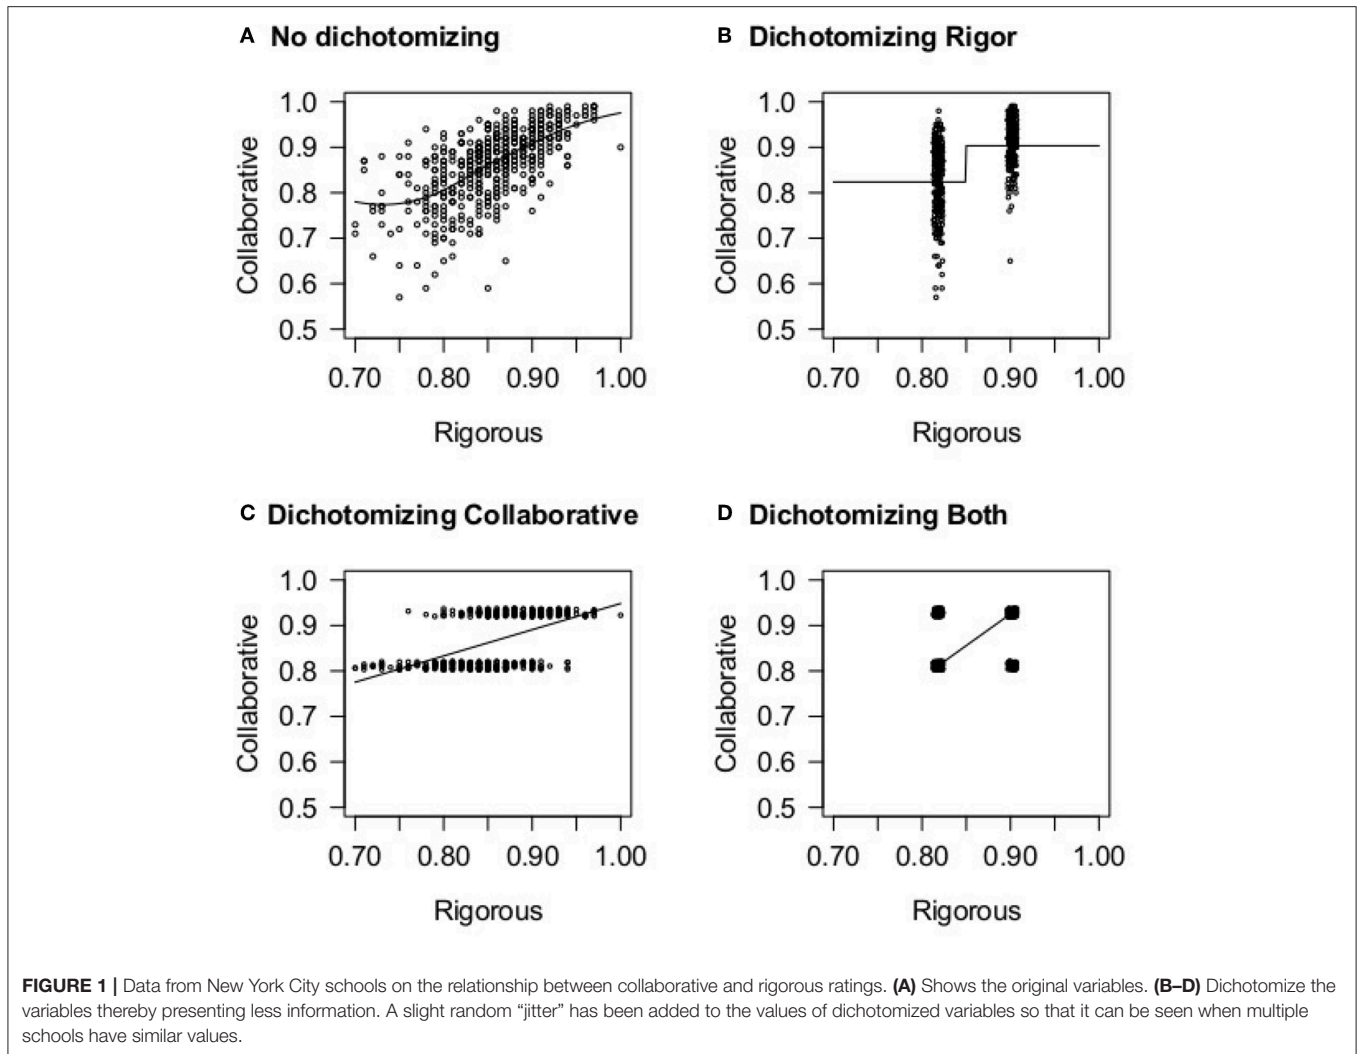 A No dichotomizing
1.0
0.9
0.8
0.7
0.6
0.5
Collaborative
0.70 0.80 0.90 1.00
Rigorous
B Dichotomizing Rigor
1.0
0.9
0.8
0.7
0.6
0.5
Collaborative
0.70 0.80 0.90 1.00
Rigorous
C Dichotomizing Collaborative
1.0
0.9
0.8
0.7
0.6
0.5
Collaborative
0.70 0.80 0.90 1.00
Rigorous
D Dichotomizing Both
1.0
0.9
0.8
0.7
0.6
0.5
Collaborative
0.70 0.80 0.90 1.00
Rigorous
FIGURE 1 | Data from New York City schools on the relationship between collaborative and rigorous ratings. (A) Shows the original variables. (B–D) Dichotomize the
variables thereby presenting less information. A slight random “jitter” has been added to the values of dichotomized variables so that it can be seen when multiple
schools have similar values.